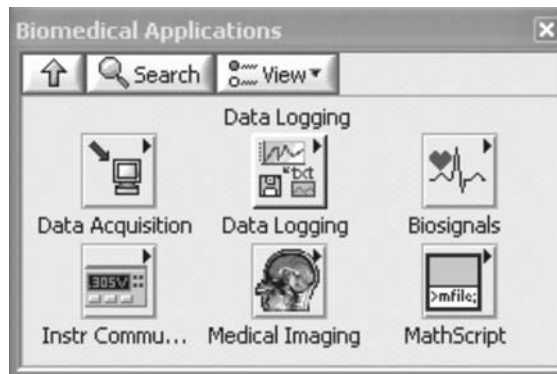 Biomedical Applications
Search View
Data Logging
txt
Data Acquisition Data Logging Biosignals
.305V >mfile;
Instr Commu... Medical Imaging MathScript